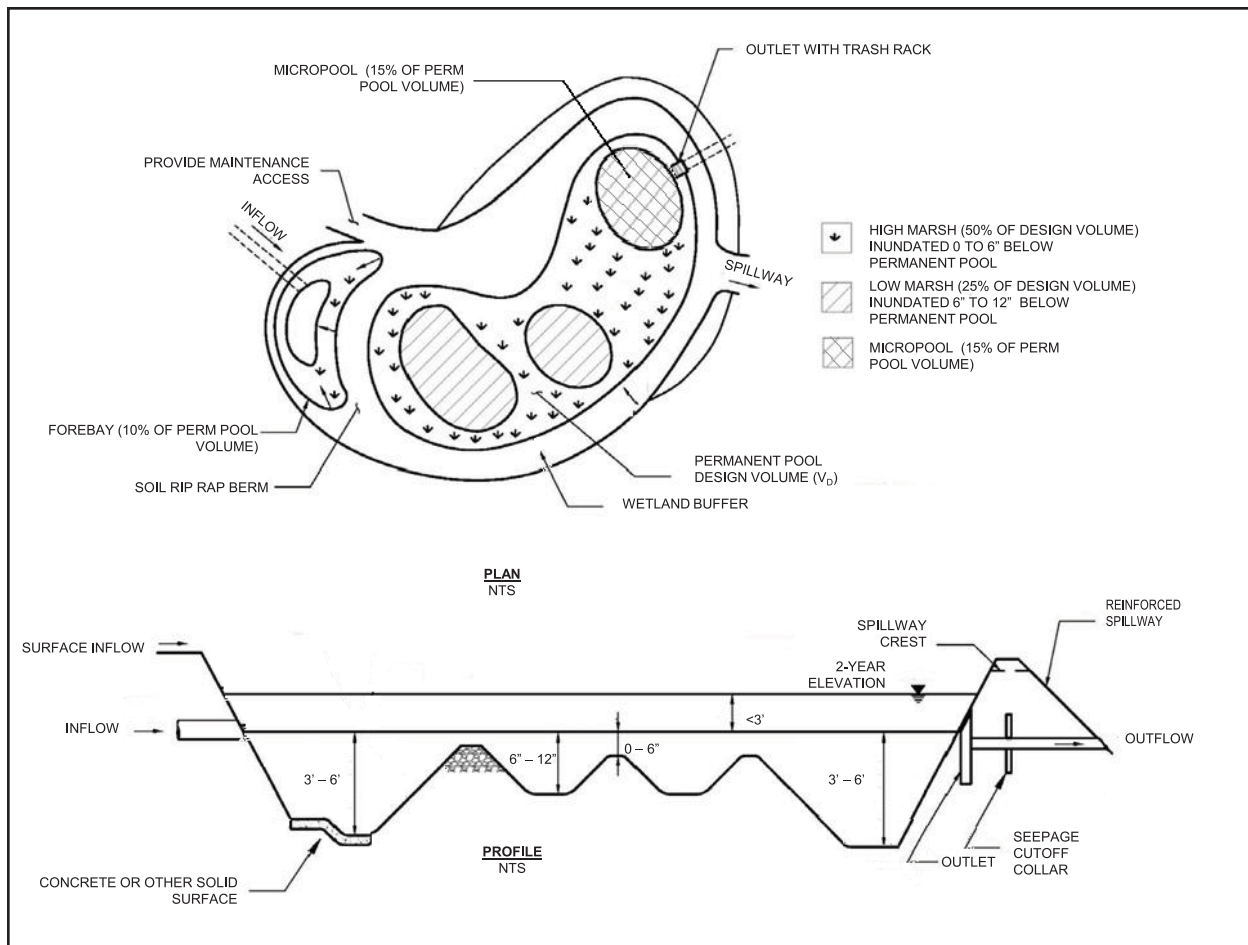 OUTLET WITH TRASH RACK
MICROPOOL (15% OF PERM
POOL VOLUME)
PROVIDE MAINTENANCE
ACCESS
INFLOW
HIGH MARSH (50% OF DESIGN VOLUME)
INUNDATED 0 TO 6” BELOW
PERMANENT POOL
SPILLWAY
LOW MARSH (25% OF DESIGN VOLUME)
INUNDATED 6” TO 12” BELOW
PERMANENT POOL
MICROPOOL (15% OF PERM
POOL VOLUME)
FOREBAY (10% OF PERM POOL
VOLUME)
SOIL RIP RAP BERM
PERMANENT POOL
DESIGN VOLUME (VD)
WETLAND BUFFER
PLAN
NTS
REINFORCED
SPILLWAY
SPILLWAY
CREST
SURFACE INFLOW
2-YEAR
ELEVATION
<3’
INFLOW
OUTFLOW
6” – 12”
0 – 6”
3’ – 6’
3’ – 6’
PROFILE
NTS
OUTLET
SEEPAGE
CUTOFF
COLLAR
CONCRETE OR OTHER SOLID
SURFACE